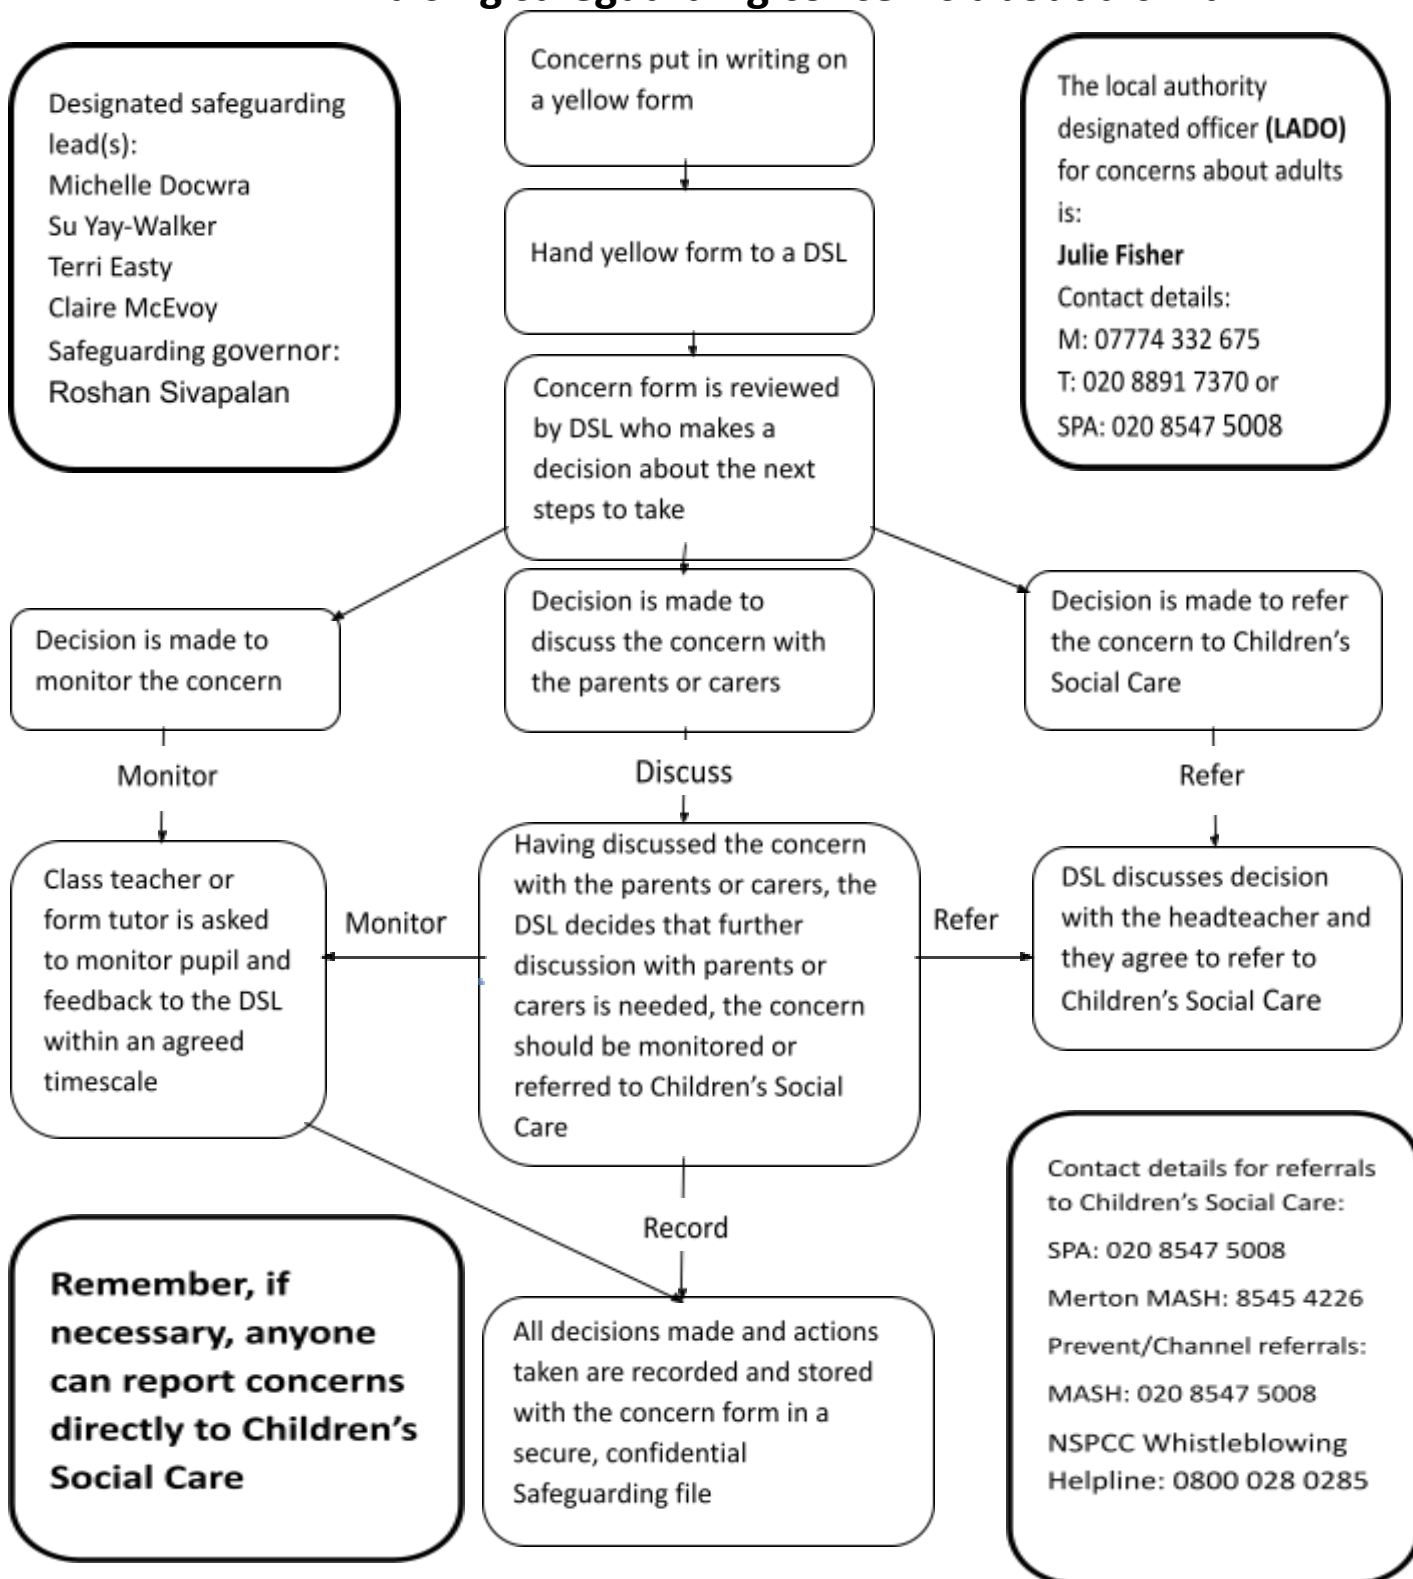 Concerns put in writing on
a yellow form
Designated safeguarding
lead(s):
Michelle Docwra
Su Yay-Walker
Terri Easty
Claire McEvoy
Safeguarding governor:
Roshan Sivapalan
The local authority
designated officer (LADO)
for concerns about adults
is:
Julie Fisher
Contact details:
M: 07774 332 675
T: 020 8891 7370 or
SPA: 020 8547 5008
Hand yellow form to a DSL
Concern form is reviewed
by DSL who makes a
decision about the next
steps to take
Decision is made to
monitor the concern
Decision is made to
discuss the concern with
the parents or carers
Decision is made to refer
the concern to Children’s
Social Care
Monitor
Discuss
Refer
Class teacher or
form tutor is asked
to monitor pupil and
feedback to the DSL
within an agreed
timescale
Monitor
Having discussed the concern
with the parents or carers, the
DSL decides that further
discussion with parents or
carers is needed, the concern
should be monitored or
referred to Children’s Social
Care
Refer
DSL discusses decision
with the headteacher and
they agree to refer to
Children’s Social Care
Record
Remember, if
necessary, anyone
can report concerns
directly to Children’s
Social Care
All decisions made and actions
taken are recorded and stored
with the concern form in a
secure, confidential
Safeguarding file
Contact details for referrals
to Children’s Social Care:
SPA: 020 8547 5008
Merton MASH: 8545 4226
Prevent/Channel referrals:
MASH: 020 8547 5008
NSPCC Whistleblowing
Helpline: 0800 028 0285